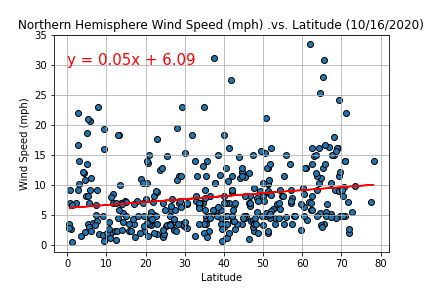 Northern Hemisphere Wind Speed (mph) .vs. Latitude (10/16/2020)
y = 0.05x + 6.09
Wind Speed (mph)
35
30
25
20
15
10
5
0
0 10 20 30 40 50 60 70 80
Latitude